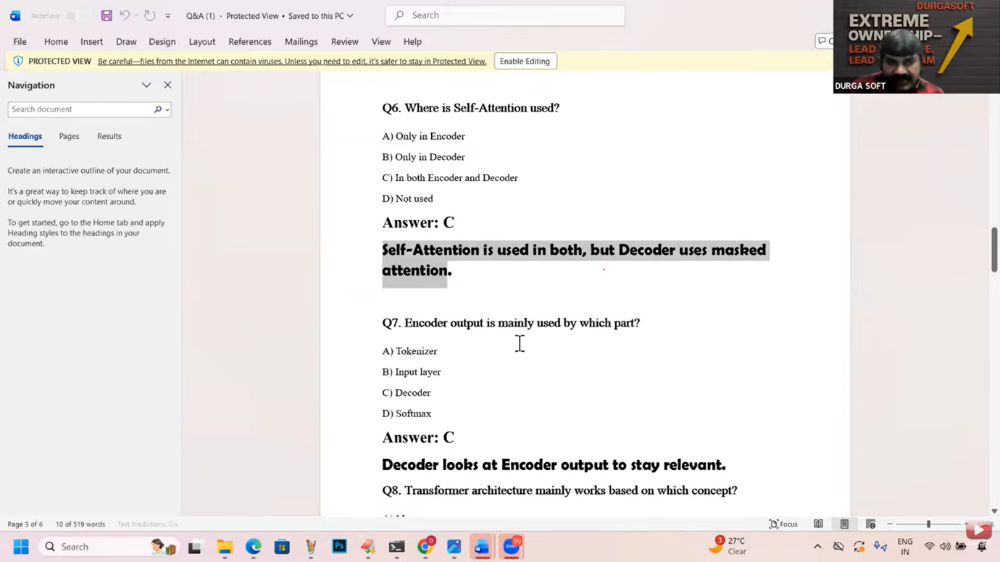 AutoSave
Q&A (1) • Protected View • Saved to this PC
Search
File Home Insert Draw Design Layout References Mailings Review View Help
PROTECTED VIEW Be careful—files from the Internet can contain viruses. Unless you need to edit, it's safer to stay in Protected View. Enable Editing
DURGASOFT
EXTREME
OWNERSHIP—
DURGA SOFT
Navigation
Search document
Headings Pages Results
Create an interactive outline of your document.
It's a great way to keep track of where you are
or quickly move your content around.
To get started, go to the Home tab and apply
Heading styles to the headings in your
document.
Q6. Where is Self-Attention used?
A) Only in Encoder
B) Only in Decoder
C) In both Encoder and Decoder
D) Not used
Answer: C
Self-Attention is used in both, but Decoder uses masked
attention.
Q7. Encoder output is mainly used by which part?
A) Tokenizer
B) Input layer
C) Decoder
D) Softmax
Answer: C
Decoder looks at Encoder output to stay relevant.
Q8. Transformer architecture mainly works based on which concept?
Page 3 of 6 10 of 519 words Text Predictions: On
Focus
Search
99
3
27°C
Clear
ENG
IN